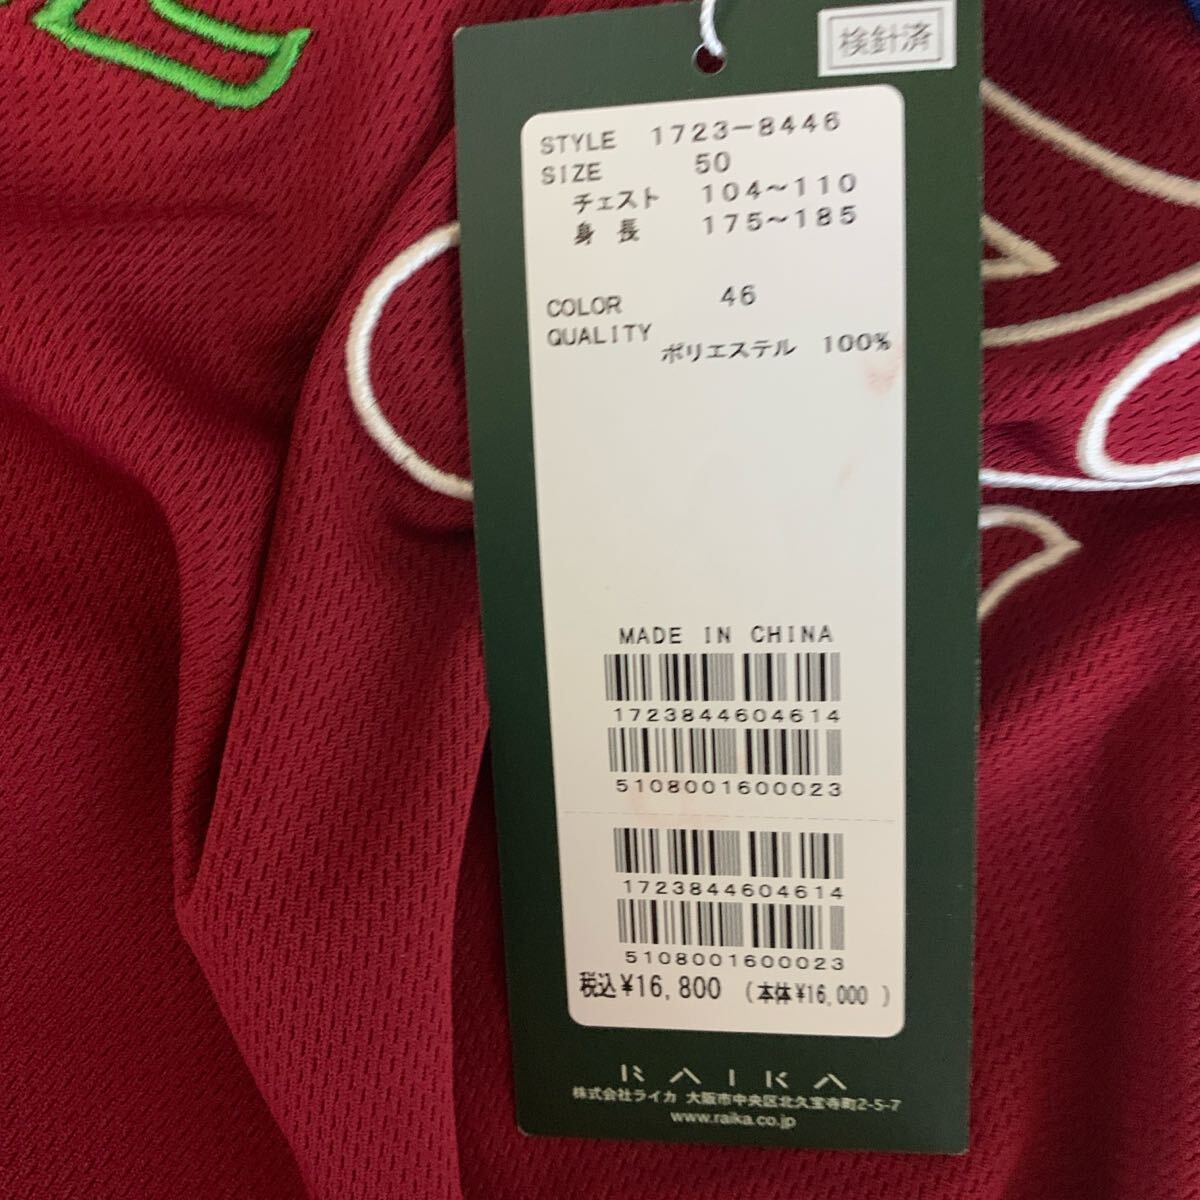 検針済
STYLE 1723-8446
SIZE 50
チェスト 104～110
身長 175～185
COLOR 46
QUALITY ポリエステル 100%
MADE IN CHINA
1723844604614
5108001600023
1723844604614
5108001600023
税込¥16,800 (本体¥16,000)
RAIKA
株式会社ライカ 大阪市中央区北久宝寺町2-5-7
www.raika.co.jp